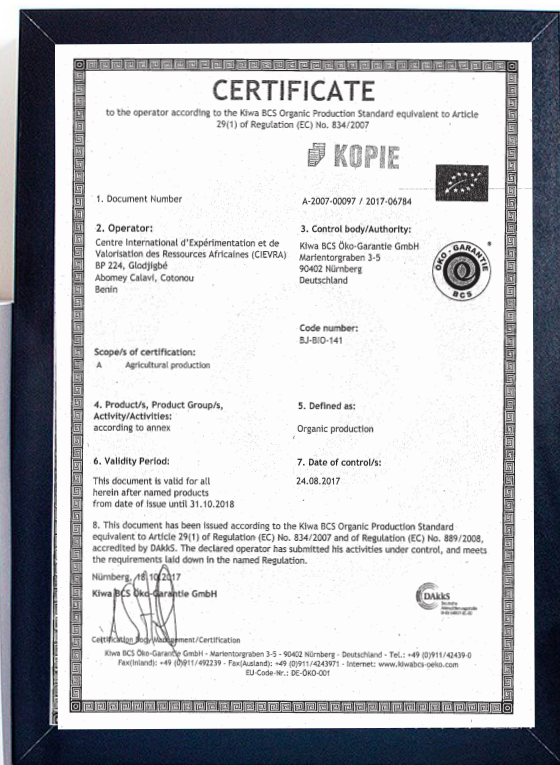 CERTIFICATE
to the operator according to the Kiwa BCS Organic Production Standard equivalent to Article
29(1) of Regulation (EC) No. 834/2007
KOPIE
1. Document Number
A-2007-00097 / 2017-06784
2. Operator:
Centre International d'Expérimentation et de
Valorisation des Ressources Africaines (CIEVRA)
BP 224, Glodjigbé
Abomey Calavi, Cotonou
Benin
3. Control body/Authority:
Kiwa BCS Öko-Garantie GmbH
Marientorgraben 3-5
90402 Nürnberg
Deutschland
ÖKO - GARANTIE
BCS
Code number:
BJ-BIO-141
Scope/s of certification:
A Agricultural production
4. Product/s, Product Group/s,
Activity/Activities:
according to annex
5. Defined as:
Organic production
6. Validity Period:
This document is valid for all
herein after named products
from date of issue until 31.10.2018
7. Date of control/s:
24.08.2017
8. This document has been issued according to the Kiwa BCS Organic Production Standard
equivalent to Article 29(1) of Regulation (EC) No. 834/2007 and of Regulation (EC) No. 889/2008,
accredited by DAkkS. The declared operator has submitted his activities under control, and meets
the requirements laid down in the named Regulation.
Nürnberg, 18.10.2017
Kiwa BCS Öko-Garantie GmbH
DAkkS
Deutsche
Akkreditierungsstelle
Certification Body Management/Certification
Kiwa BCS Öko-Garantie GmbH - Marientorgraben 3-5 - 90402 Nürnberg - Deutschland - Tel.: +49 (0)911/42439-0
Fax(Inland): +49 (0)911/492239 - Fax(Ausland): +49 (0)911/4243971 - Internet: www.kiwabcs-oeko.com
EU-Code-Nr.: DE-ÖKO-001